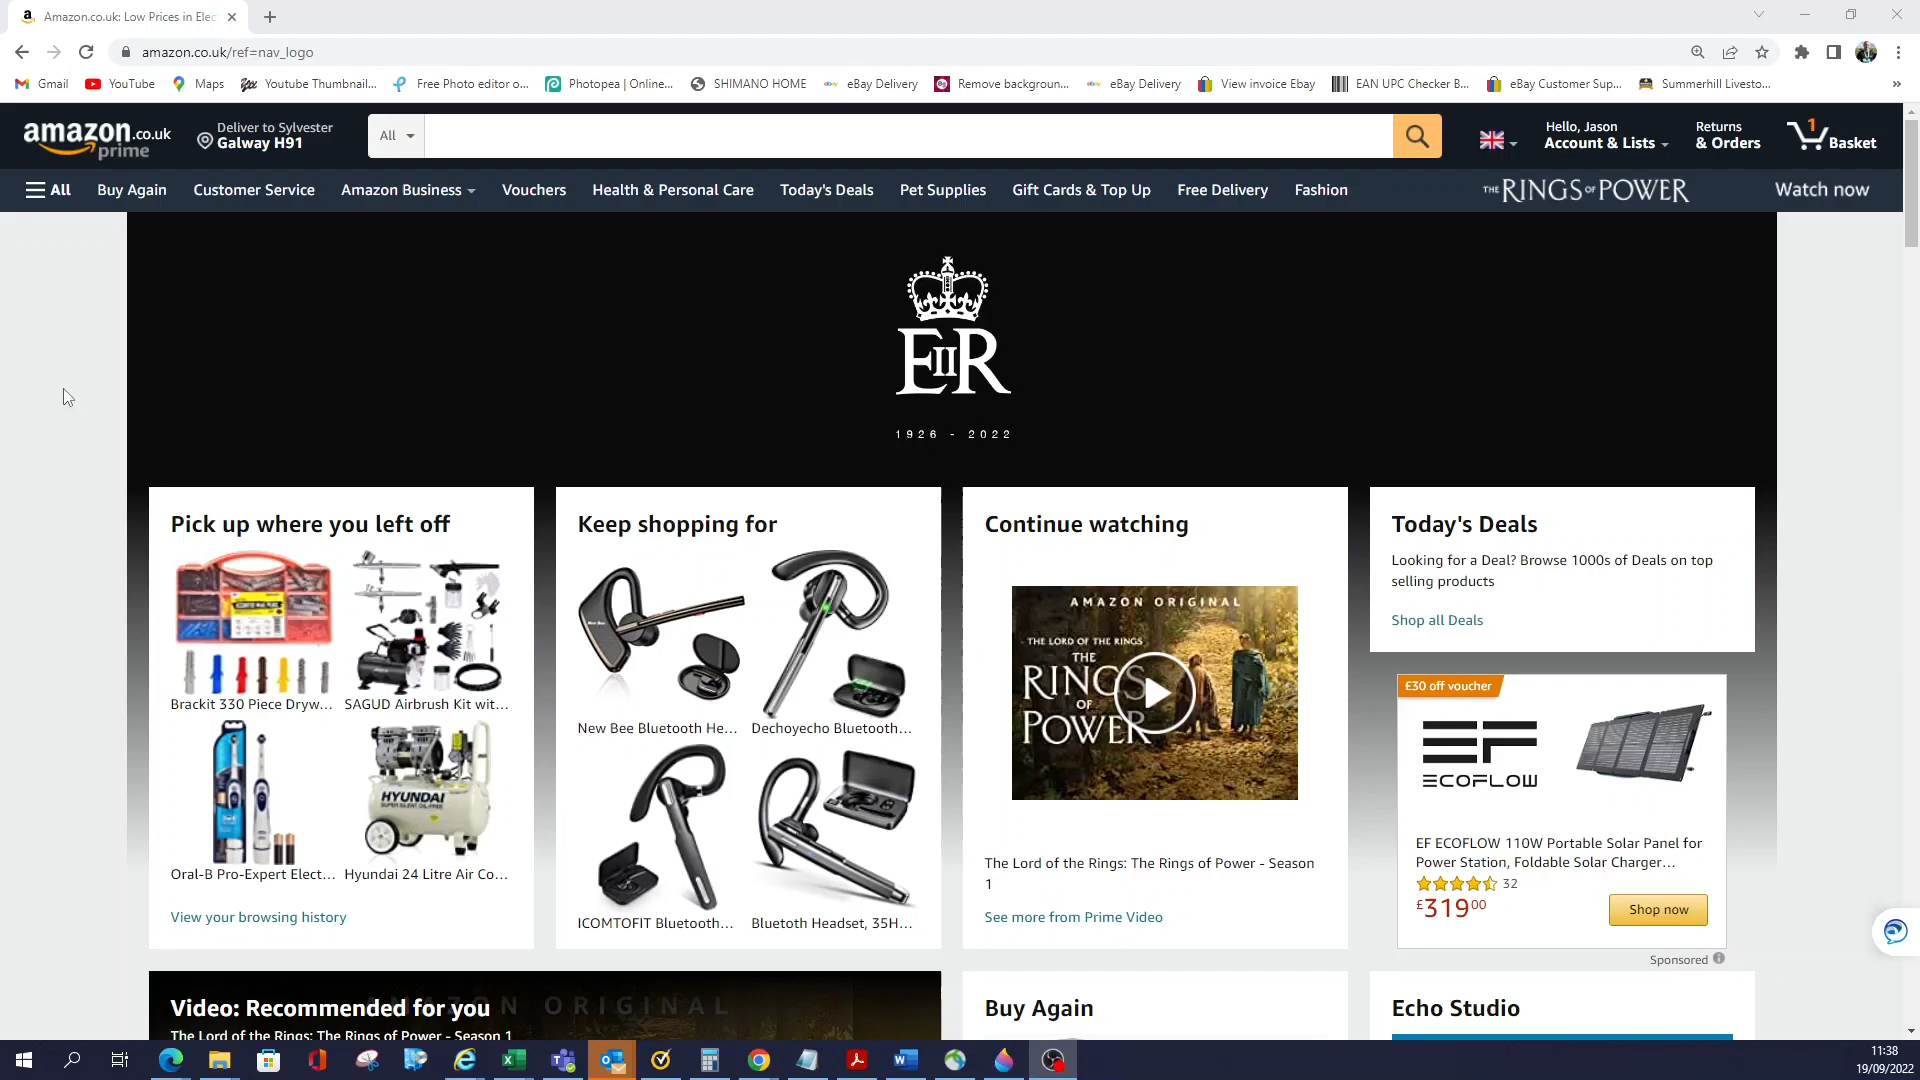 Amazon.co.uk: Low Prices in Elec
amazon.co.uk/ref=nav_logo
Gmail
YouTube
Maps
Youtube Thumbnail...
Free Photo editor o...
Photopea | Online...
SHIMANO HOME
eBay Delivery
Remove backgroun...
eBay Delivery
View invoice Ebay
EAN UPC Checker B...
eBay Customer Sup...
Summerhill Livesto...
amazon.co.uk
prime
Deliver to Sylvester
Galway H91
All
Hello, Jason
Account & Lists
Returns
& Orders
1
Basket
All
Buy Again
Customer Service
Amazon Business
Vouchers
Health & Personal Care
Today's Deals
Pet Supplies
Gift Cards & Top Up
Free Delivery
Fashion
THE RINGS OF POWER
Watch now
EIIR
1926 - 2022
Pick up where you left off
Brackit 330 Piece Dryw...
SAGUD Airbrush Kit wit...
HYUNDAI
Oral-B Pro-Expert Elect...
Hyundai 24 Litre Air Co...
View your browsing history
Keep shopping for
New Bee Bluetooth He...
Dechoyecho Bluetooth...
ICOMTOFIT Bluetooth...
Bluetoth Headset, 35H...
Continue watching
AMAZON ORIGINAL
THE LORD OF THE RINGS
THE
RINGS
OF
POWER
The Lord of the Rings: The Rings of Power - Season
1
See more from Prime Video
Today's Deals
Looking for a Deal? Browse 1000s of Deals on top
selling products
Shop all Deals
£30 off voucher
EF
ECOFLOW
EF ECOFLOW 110W Portable Solar Panel for
Power Station, Foldable Solar Charger...
32
£31900
Shop now
Sponsored
AMAZON ORIGINAL
Video: Recommended for you
The Lord of the Rings: The Rings of Power - Season 1
Buy Again
Echo Studio
11:38
19/09/2022